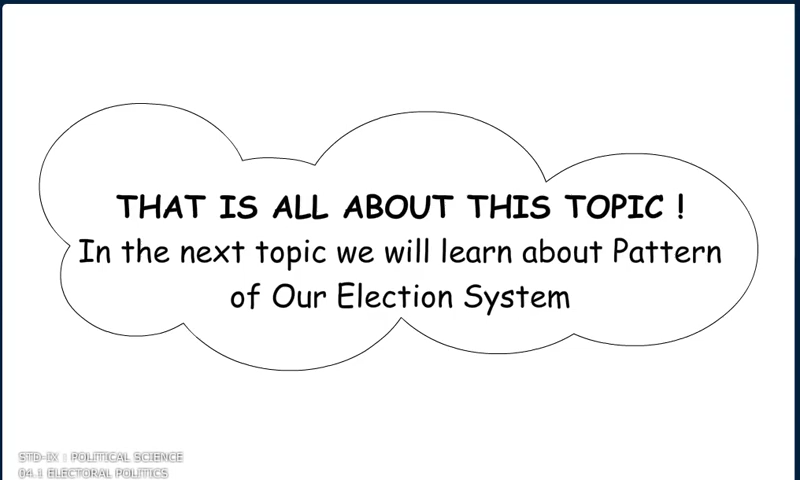 THAT IS ALL ABOUT THIS TOPIC !
In the next topic we will learn about Pattern
of Our Election System
STD-IX : POLITICAL SCIENCE
04.1 ELECTORAL POLITICS